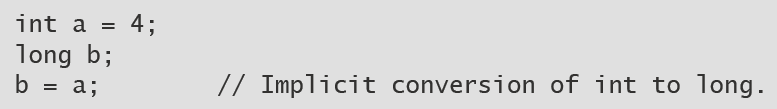 int a = 4;
long b;
b = a;        // Implicit conversion of int to long.